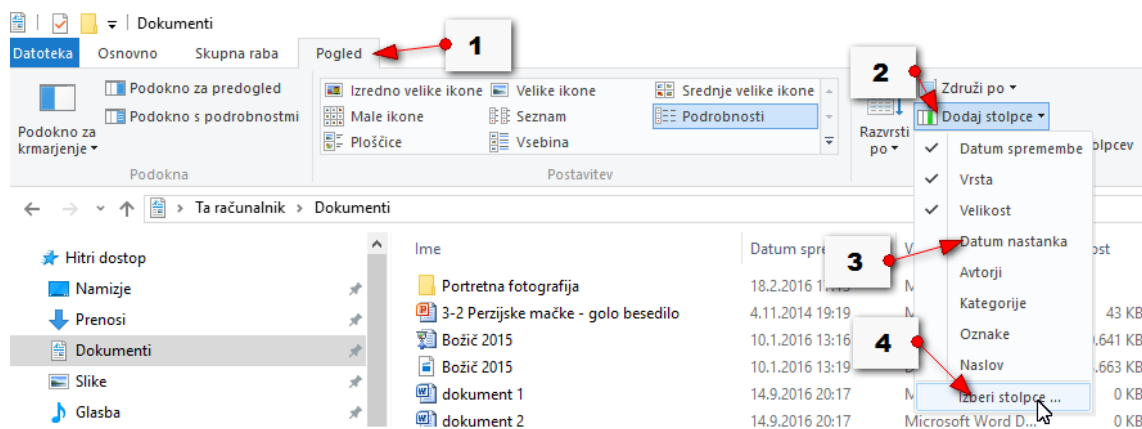 Dokumenti
Datoteka Osnovno Skupna raba Pogled 1
2
Podokno za predogled Izredno velike ikone Velike ikone Srednje velike ikone Združi po
Podokno s podrobnostmi Male ikone Seznam Podrobnosti Dodaj stolpce
Podokno za krmarjenje Ploščice Vsebina Razvrsti po
Podokna Postavitev
Datum spremembe
Vrsta
Velikost
Datum nastanka
Avtorji
Kategorije
Oznake
Naslov
Izberi stolpce ...
3
4
Ta računalnik Dokumenti
Hitri dostop
Namizje
Prenosi
Dokumenti
Slike
Glasba
Ime Datum
Portretna fotografija 18.2.2016
3-2 Perzijske mačke - golo besedilo 4.11.2014 19:19 43 KB
Božič 2015 10.1.2016 13:16 KB
Božič 2015 10.1.2016 13:19 KB
dokument 1 14.9.2016 20:17 0 KB
dokument 2 14.9.2016 20:17 Microsoft Word D... 0 KB